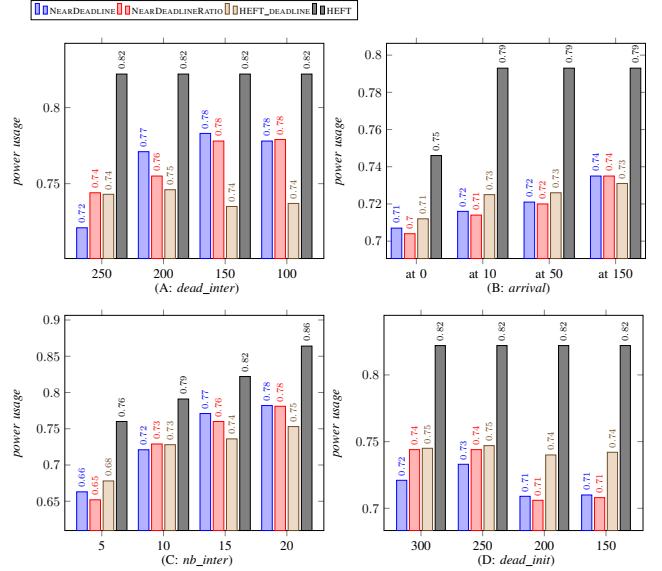 NEARDEADLINE NEARDEADLINERATIO HEFT_DEADLINE HEFT
power usage
0.8
0.75
0.72 0.74 0.74 0.82
0.77 0.76 0.75 0.82
0.78 0.78 0.74 0.82
0.78 0.78 0.74 0.82
250 200 150 100
(A: dead_inter)
power usage
0.8
0.78
0.76
0.74
0.72
0.7
0.71 0.7 0.71 0.75
0.72 0.71 0.73 0.79
0.72 0.72 0.73 0.79
0.74 0.74 0.73 0.79
at 0 at 10 at 50 at 150
(B: arrival)
power usage
0.9
0.85
0.8
0.75
0.7
0.65
0.66 0.65 0.68 0.76
0.72 0.73 0.73 0.79
0.77 0.76 0.74 0.82
0.78 0.78 0.75 0.86
5 10 15 20
(C: nb_inter)
power usage
0.8
0.75
0.7
0.72 0.74 0.75 0.82
0.73 0.74 0.75 0.82
0.71 0.71 0.74 0.82
0.71 0.71 0.74 0.82
300 250 200 150
(D: dead_init)